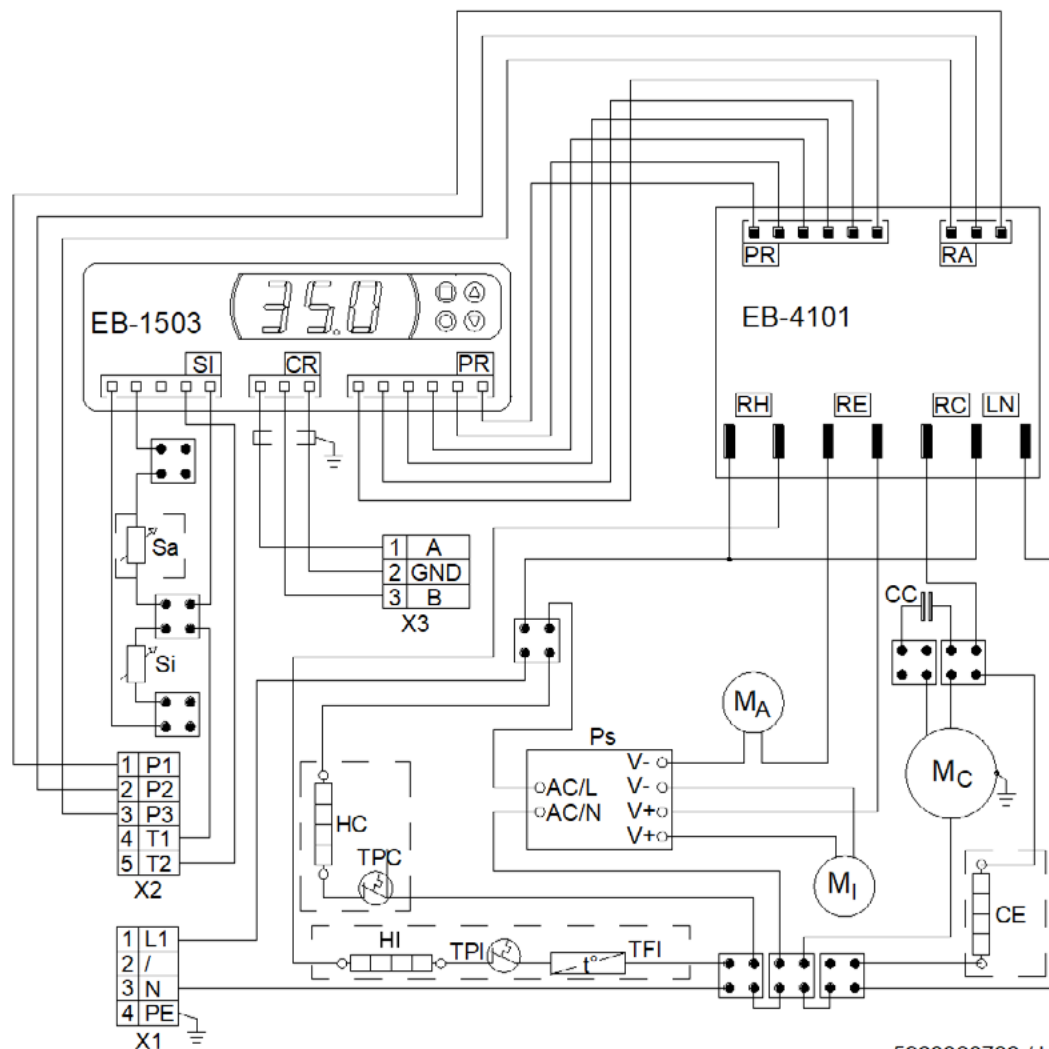 PR
RA
EB-4101
EB-1503
35.0
SI
CR
PR
RH
RE
RC
LN
Sa
1 A
2 GND
3 B
X3
CC
Si
MA
Ps
V-
AC/L
V-
AC/N
V+
V+
MC
1 P1
2 P2
3 P3
4 T1
5 T2
X2
HC
TPC
MI
CE
1 L1
2 /
3 N
4 PE
X1
HI
TPI
t°
TFI